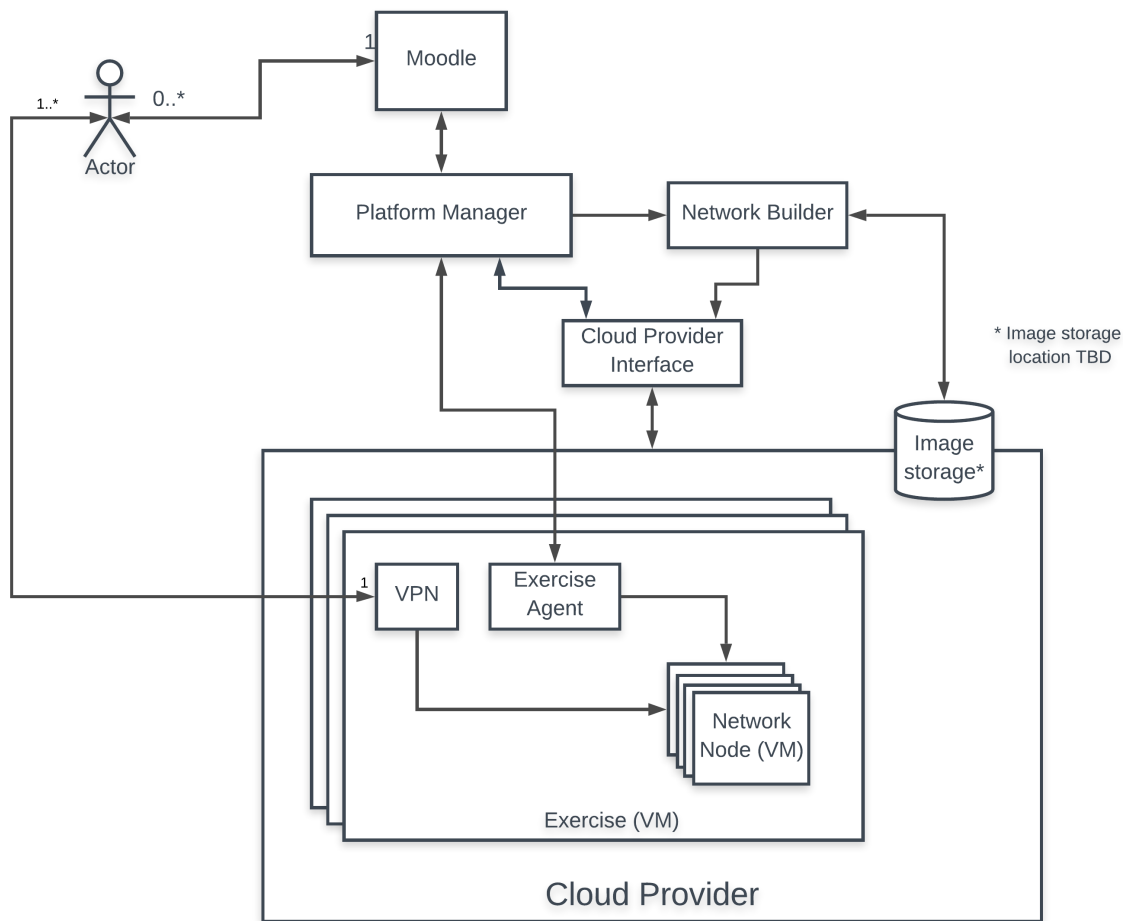 1
Moodle
1..*
0..*
Actor
Platform Manager
Network Builder
Cloud Provider
Interface
* Image storage
location TBD
Image
storage*
1
VPN
Exercise
Agent
Network
Node (VM)
Exercise (VM)
Cloud Provider